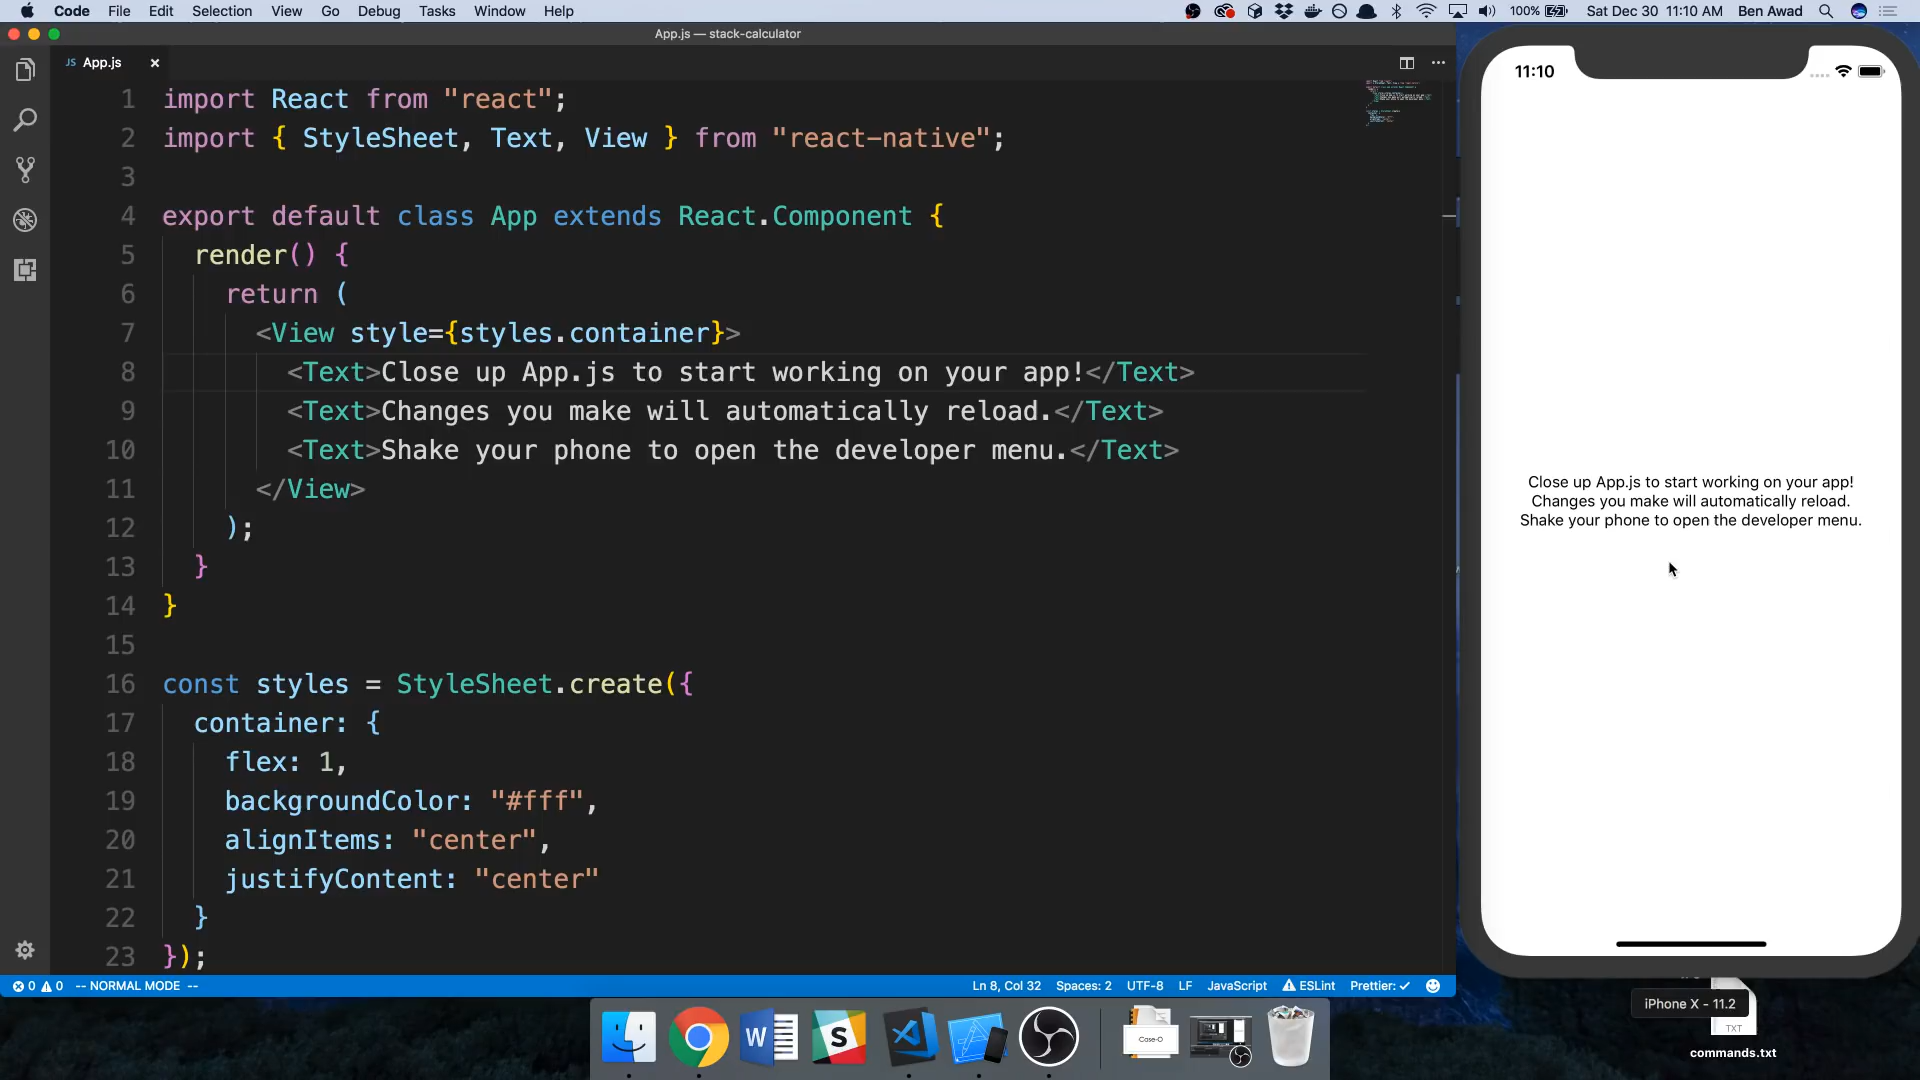 Code File Edit Selection View Go Debug Tasks Window Help
100% Sat Dec 30 11:10 AM Ben Awad
App.js — stack-calculator
JS App.js ×
1 import React from "react";
2 import { StyleSheet, Text, View } from "react-native";
3
4 export default class App extends React.Component {
5 render() {
6 return (
7 <View style={styles.container}>
8 <Text>Close up App.js to start working on your app!</Text>
9 <Text>Changes you make will automatically reload.</Text>
10 <Text>Shake your phone to open the developer menu.</Text>
11 </View>
12 );
13 }
14 }
15
16 const styles = StyleSheet.create({
17 container: {
18 flex: 1,
19 backgroundColor: "#fff",
20 alignItems: "center",
21 justifyContent: "center"
22 }
23 });
0 0 -- NORMAL MODE --
Ln 8, Col 32 Spaces: 2 UTF-8 LF JavaScript ESLint Prettier: ✓
11:10
Close up App.js to start working on your app!
Changes you make will automatically reload.
Shake your phone to open the developer menu.
iPhone X - 11.2
TXT
commands.txt
W
S
Case-O